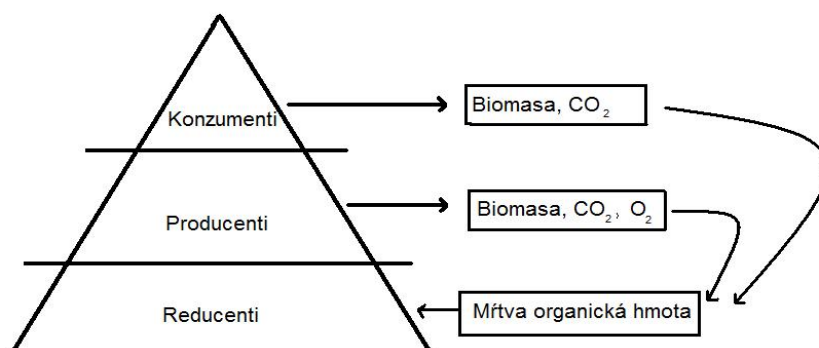 Konzumenti
Biomasa, CO₂
Producenti
Biomasa, CO₂, O₂
Reducenti
Mŕtva organická hmota